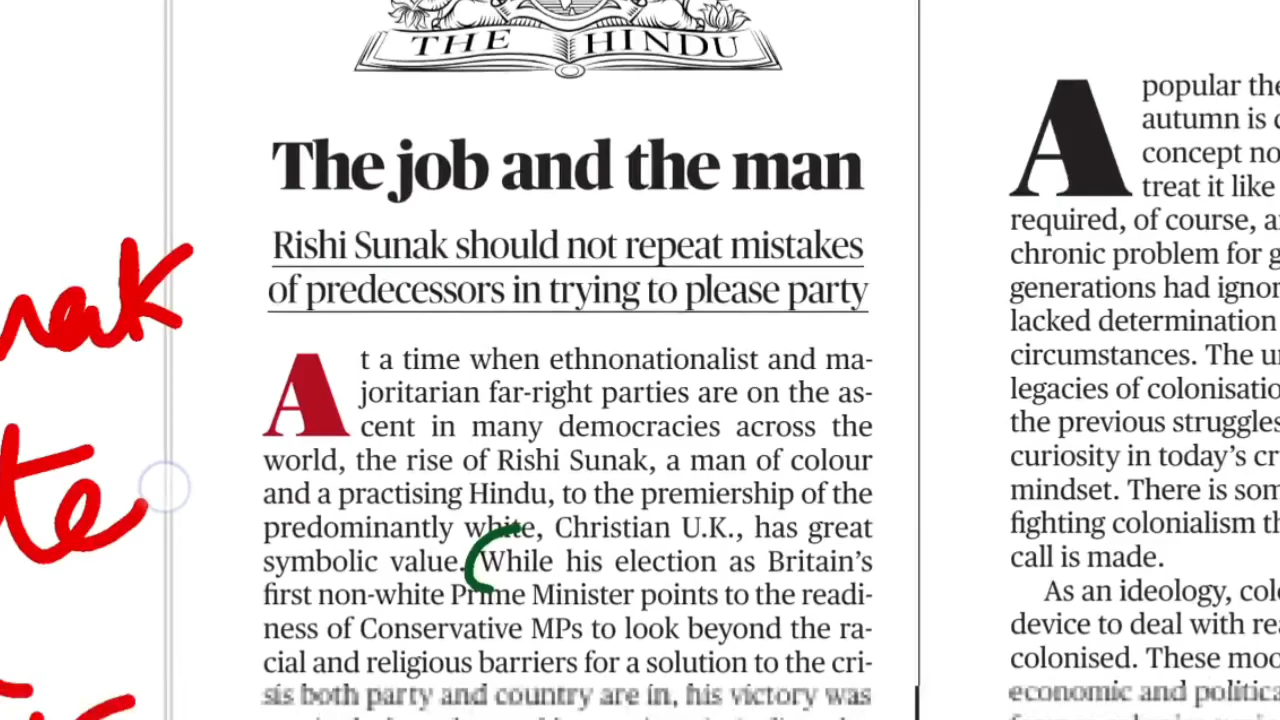 THE HINDU
The job and the man
Rishi Sunak should not repeat mistakes
of predecessors in trying to please party
At a time when ethnonationalist and ma-
joritarian far-right parties are on the as-
cent in many democracies across the
world, the rise of Rishi Sunak, a man of colour
and a practising Hindu, to the premiership of the
predominantly white, Christian U.K., has great
symbolic value. While his election as Britain's
first non-white Prime Minister points to the readi-
ness of Conservative MPs to look beyond the ra-
cial and religious barriers for a solution to the cri-
sis both party and country are in, his victory was
A popular the
autumn is
concept no
treat it like
required, of course, a
chronic problem for g
generations had ignor
lacked determination
circumstances. The u
legacies of colonisatio
the previous struggles
curiosity in today's cr
mindset. There is som
fighting colonialism th
call is made.
As an ideology, col
device to deal with re
colonised. These moo
economic and politica
nak
te